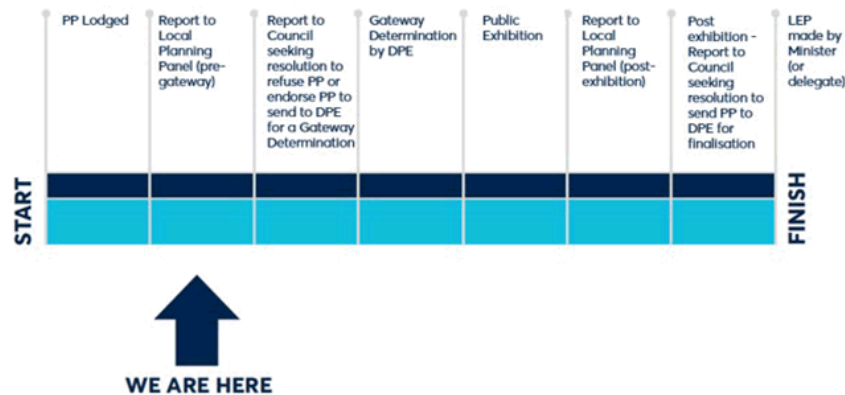 PP Lodged
Report to
Local
Planning
Panel (pre-
gateway)
Report to
Council
seeking
resolution to
refuse PP or
endorse PP to
send to DPE
for a Gateway
Determination
Gateway
Determination
by DPE
Public
Exhibition
Report to
Local
Planning
Panel (post-
exhibition)
Post
exhibition -
Report to
Council
seeking
resolution to
send PP to
DPE for
finalisation
LEP
made by
Minister
(or
delegate)
START
FINISH
WE ARE HERE